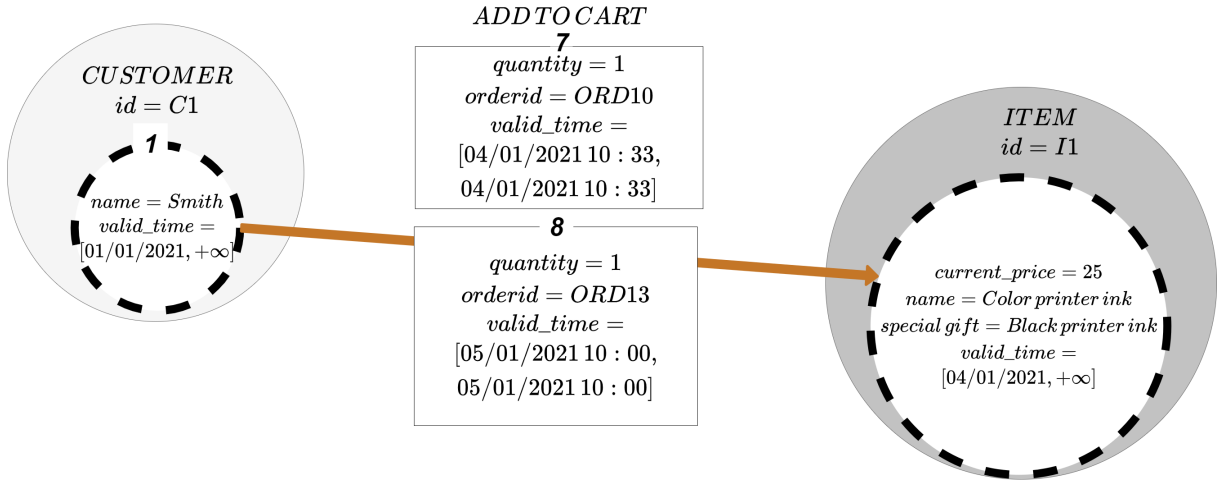 CUSTOMER
id = C1
1
name = Smith
valid_time =
[01/01/2021, +∞]
ADD TO CART
7
quantity = 1
orderid = ORD10
valid_time =
[04/01/2021 10 : 33,
04/01/2021 10 : 33]
8
quantity = 1
orderid = ORD13
valid_time =
[05/01/2021 10 : 00,
05/01/2021 10 : 00]
ITEM
id = I1
current_price = 25
name = Color printer ink
special gift = Black printer ink
valid_time =
[04/01/2021, +∞]